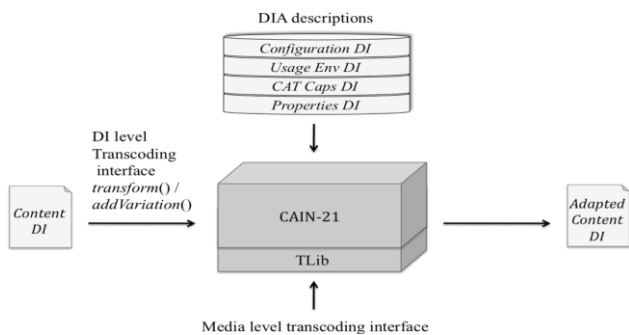 DIA descriptions
Configuration DI
Usage Env DI
CAT Caps DI
Properties DI
DI level
Transcoding
interface
transform() /
addVariation()
Content
DI
CAIN-21
TLib
Adapted
Content
DI
Media level transcoding interface